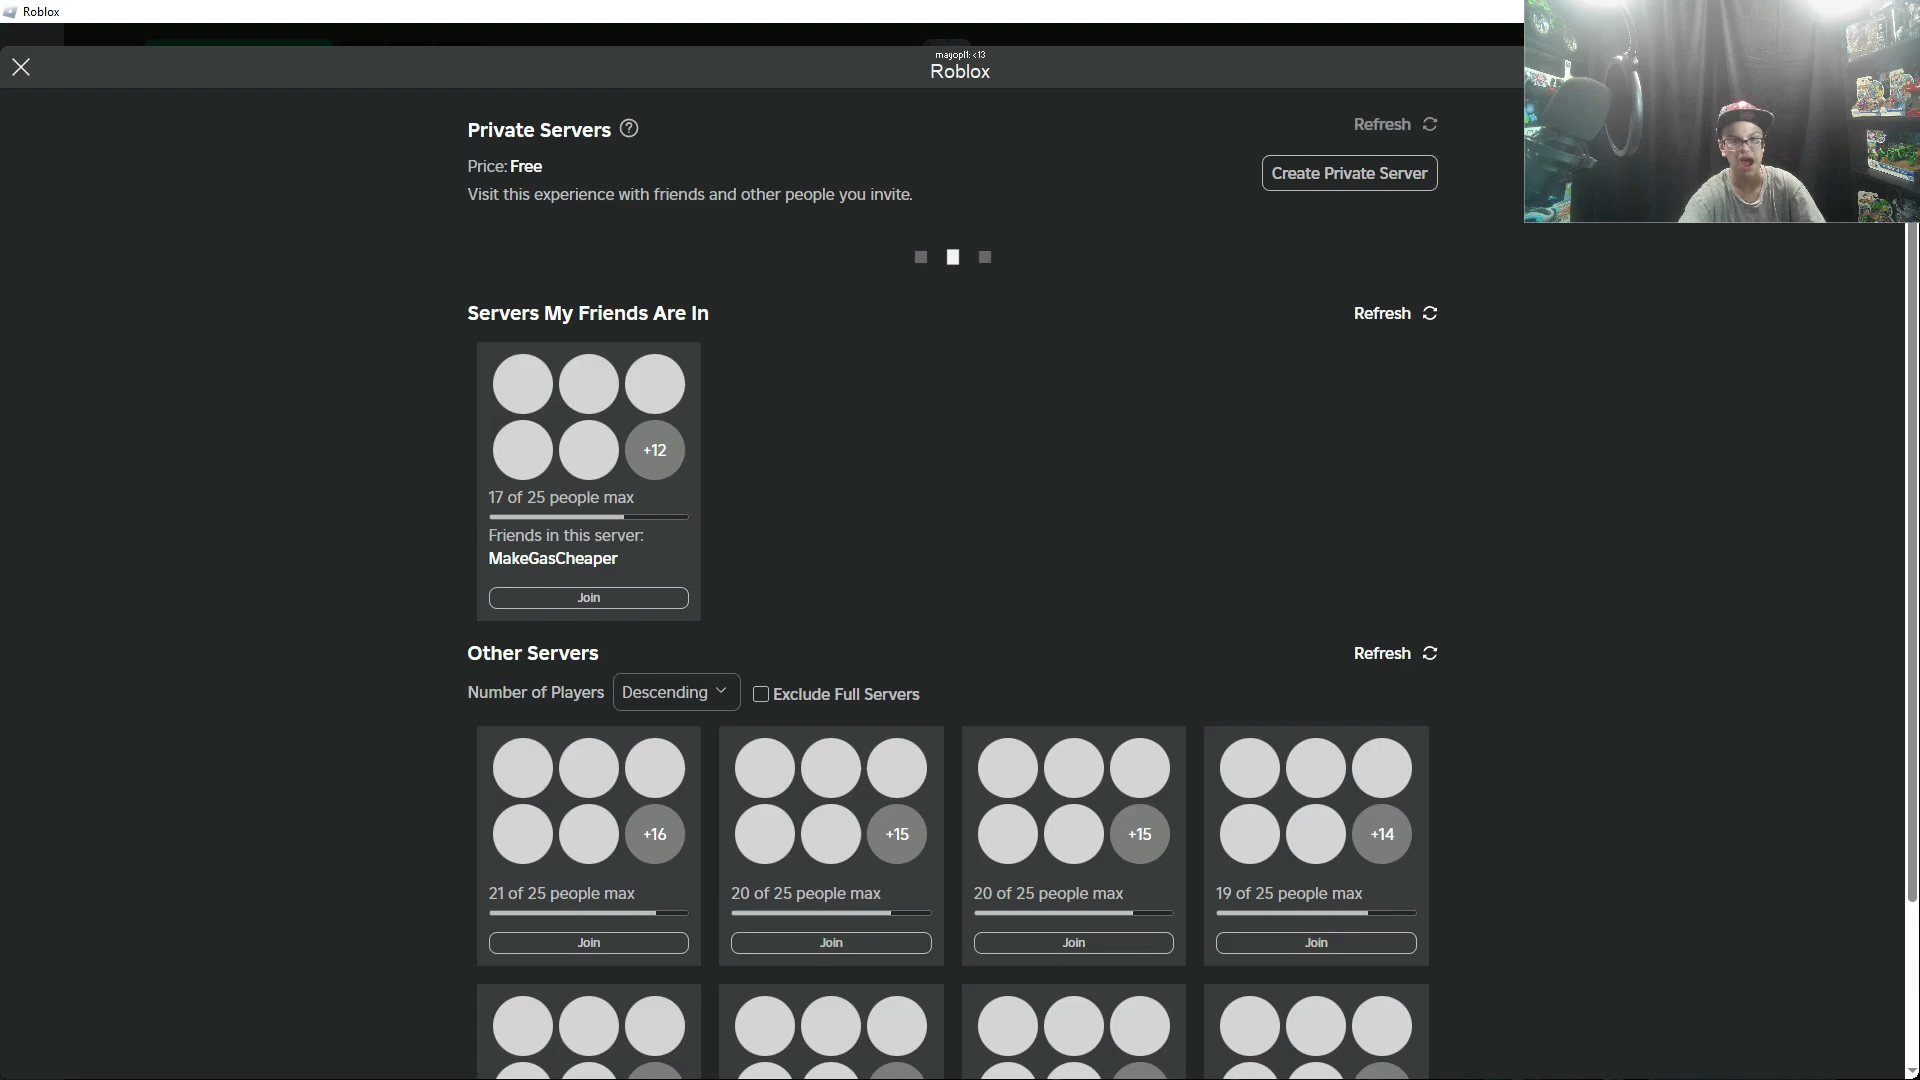 Roblox
mayopl1: <13
Roblox
Private Servers
Refresh
Price: Free
Create Private Server
Visit this experience with friends and other people you invite.
Servers My Friends Are In
Refresh
+12
17 of 25 people max
Friends in this server:
MakeGasCheaper
Join
Other Servers
Refresh
Number of Players Descending Exclude Full Servers
+16 +15 +15 +14
21 of 25 people max 20 of 25 people max 20 of 25 people max 19 of 25 people max
Join Join Join Join